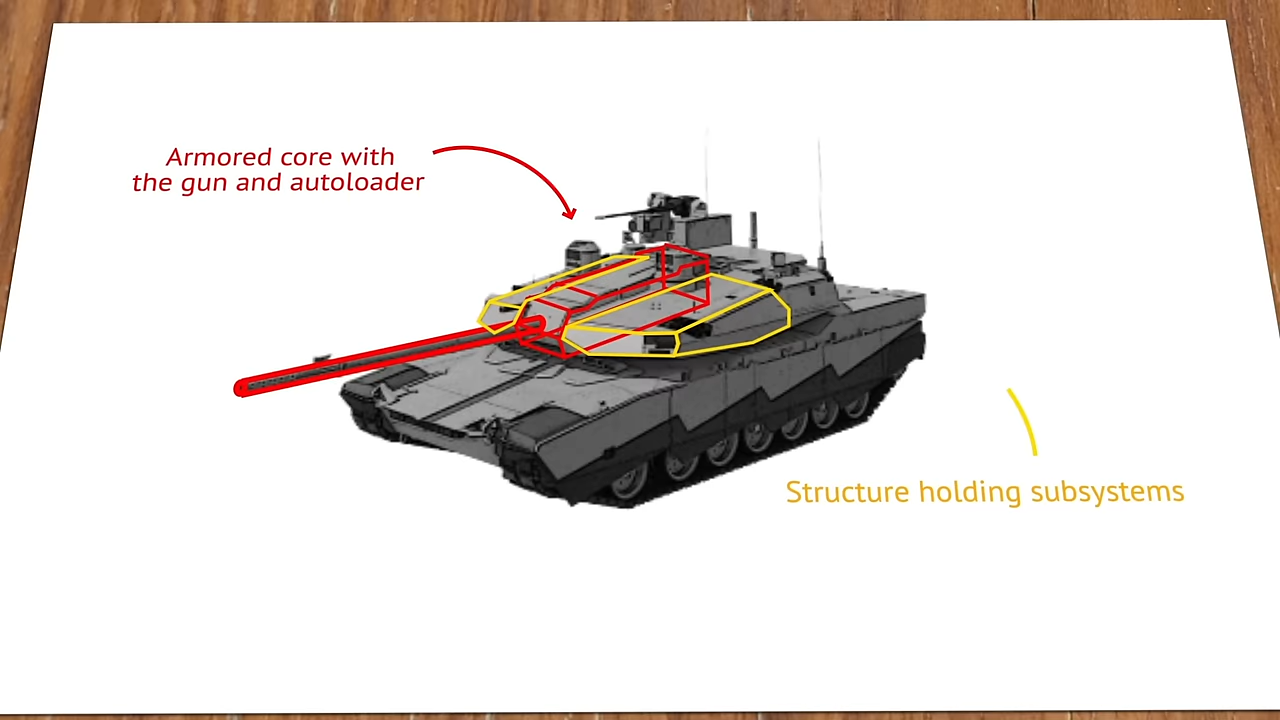 Armored core with
the gun and autoloader
Structure holding subsystems